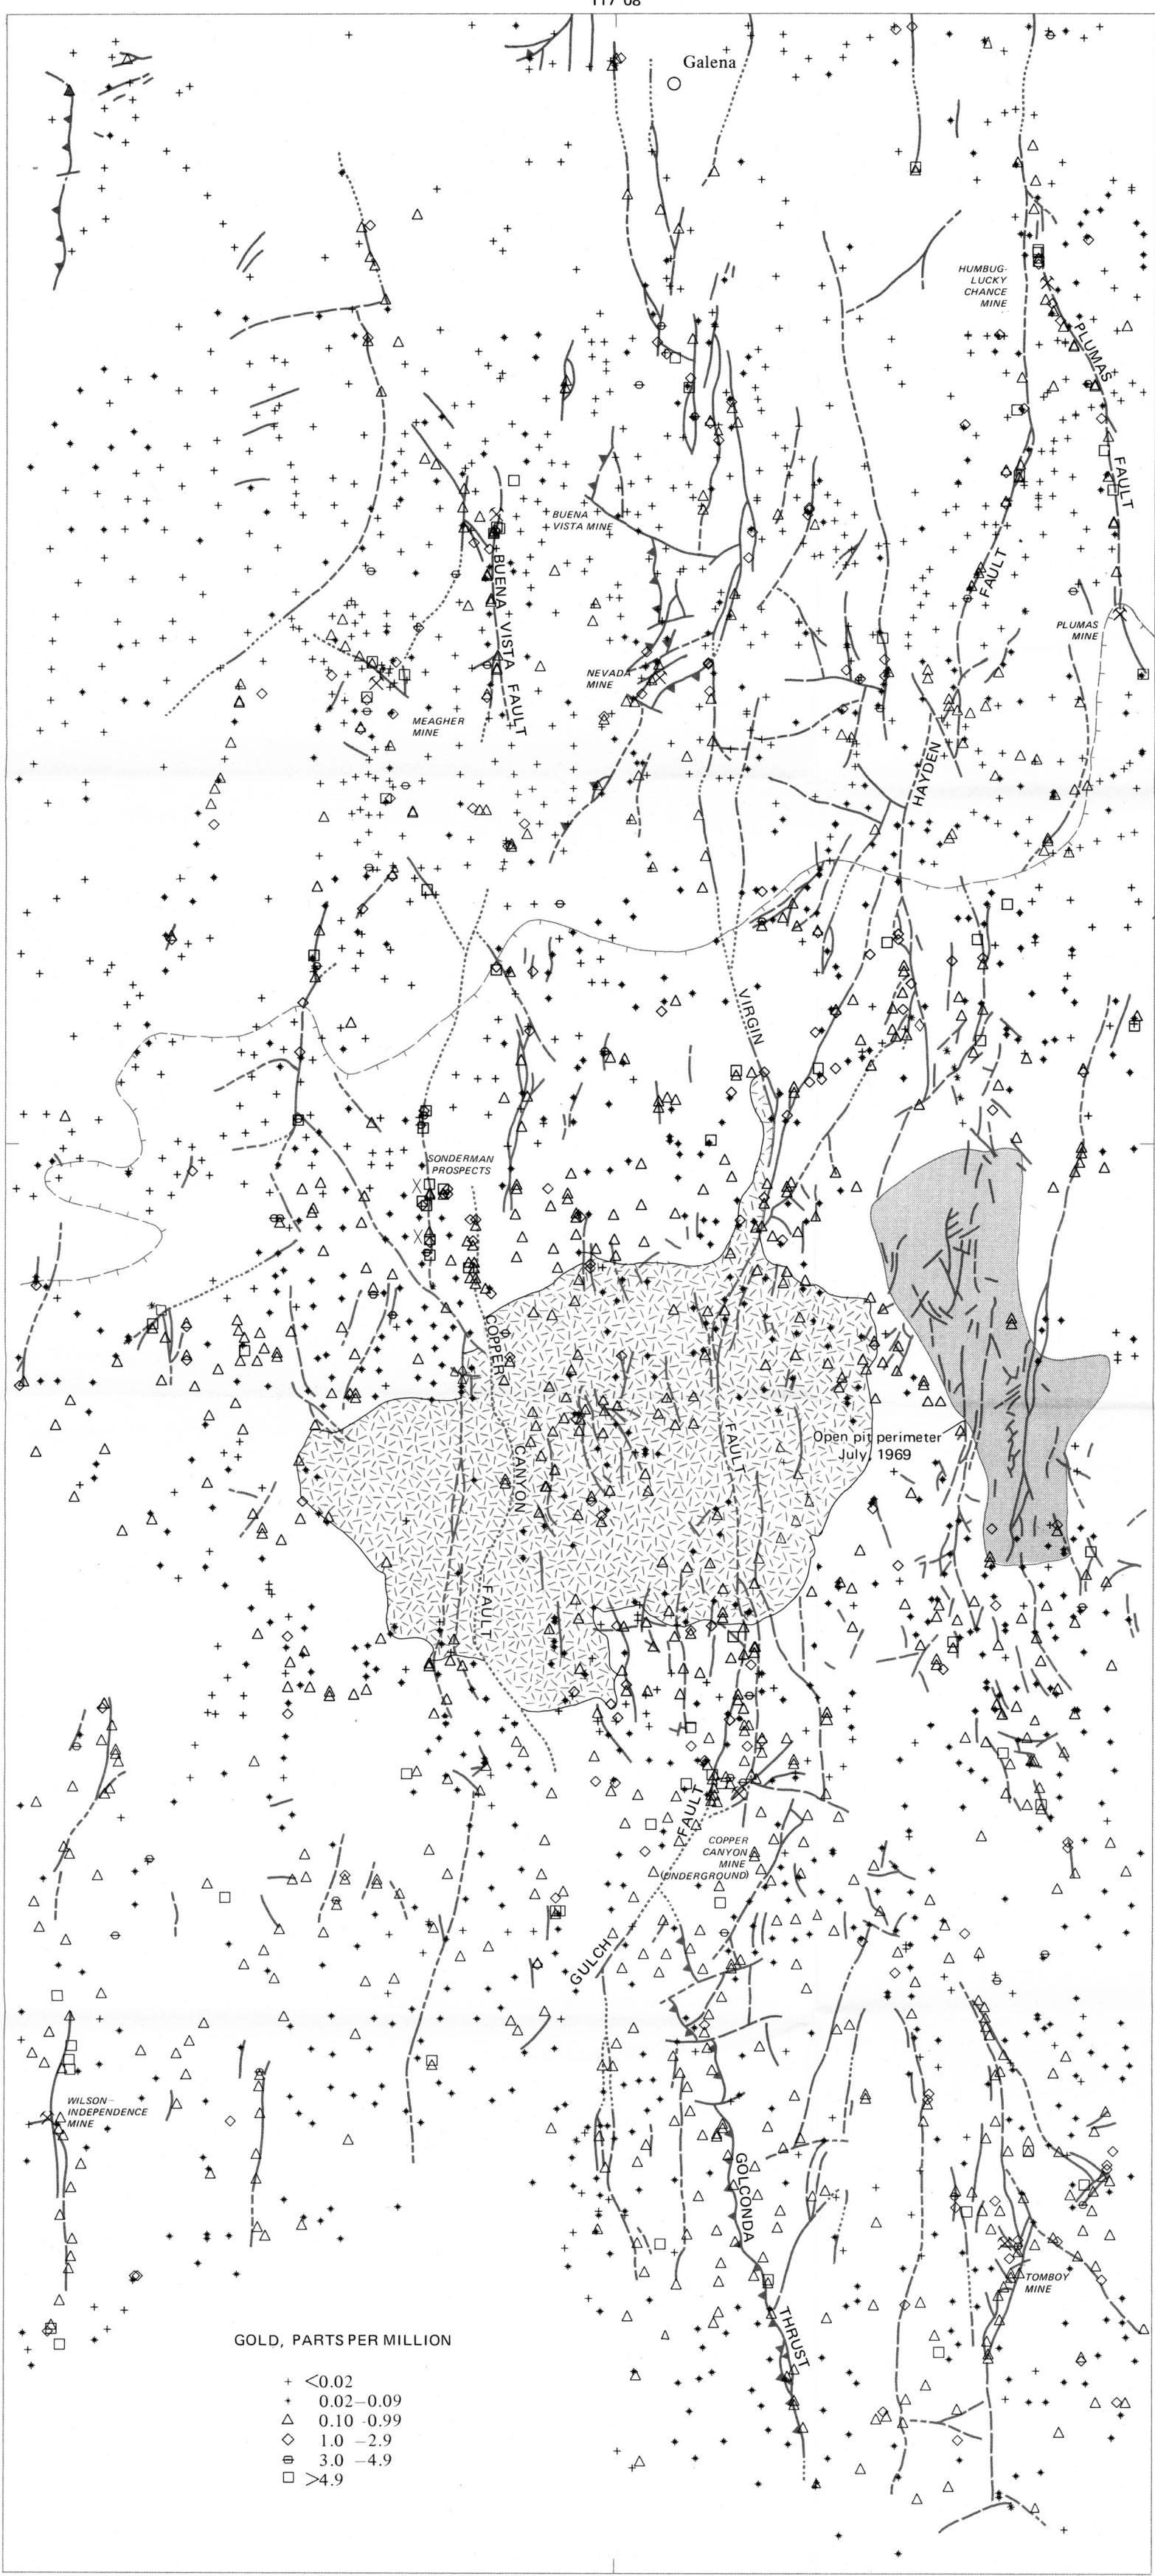 117°08'
Galena
HUMBUG-
LUCKY
CHANCE
MINE
PLUMAS
FAULT
BUENA
VISTA MINE
BUENA VISTA FAULT
FAULT
PLUMAS
MINE
NEVADA
MINE
MEAGHER
MINE
HAYDEN
VIRGIN
SONDERMAN
PROSPECTS
COPPER
CANYON
FAULT
FAULT
Open pit perimeter
July, 1969
FAULT
COPPER
CANYON
MINE
(UNDERGROUND)
GULCH
WILSON-
INDEPENDENCE
MINE
GOLCONDA
THRUST
TOMBOY
MINE
GOLD, PARTS PER MILLION
<0.02
0.02–0.09
0.10 -0.99
1.0 –2.9
3.0 –4.9
>4.9